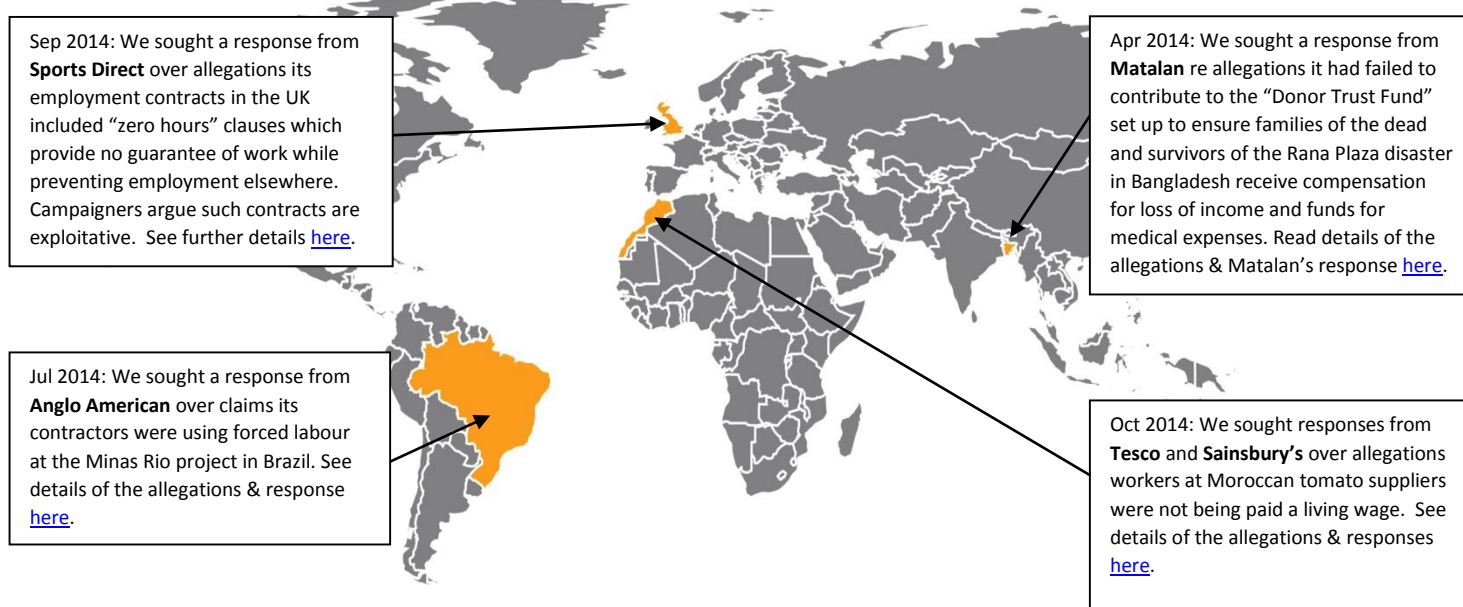 Sep 2014: We sought a response from
Sports Direct over allegations its
employment contracts in the UK
included “zero hours” clauses which
provide no guarantee of work while
preventing employment elsewhere.
Campaigners argue such contracts are
exploitative.  See further details here.
Jul 2014: We sought a response from
Anglo American over claims its
contractors were using forced labour
at the Minas Rio project in Brazil. See
details of the allegations & response
here.
Apr 2014: We sought a response from
Matalan re allegations it had failed to
contribute to the “Donor Trust Fund”
set up to ensure families of the dead
and survivors of the Rana Plaza disaster
in Bangladesh receive compensation
for loss of income and funds for
medical expenses. Read details of the
allegations & Matalan’s response here.
Oct 2014: We sought responses from
Tesco and Sainsbury’s over allegations
workers at Moroccan tomato suppliers
were not being paid a living wage.  See
details of the allegations & responses
here.